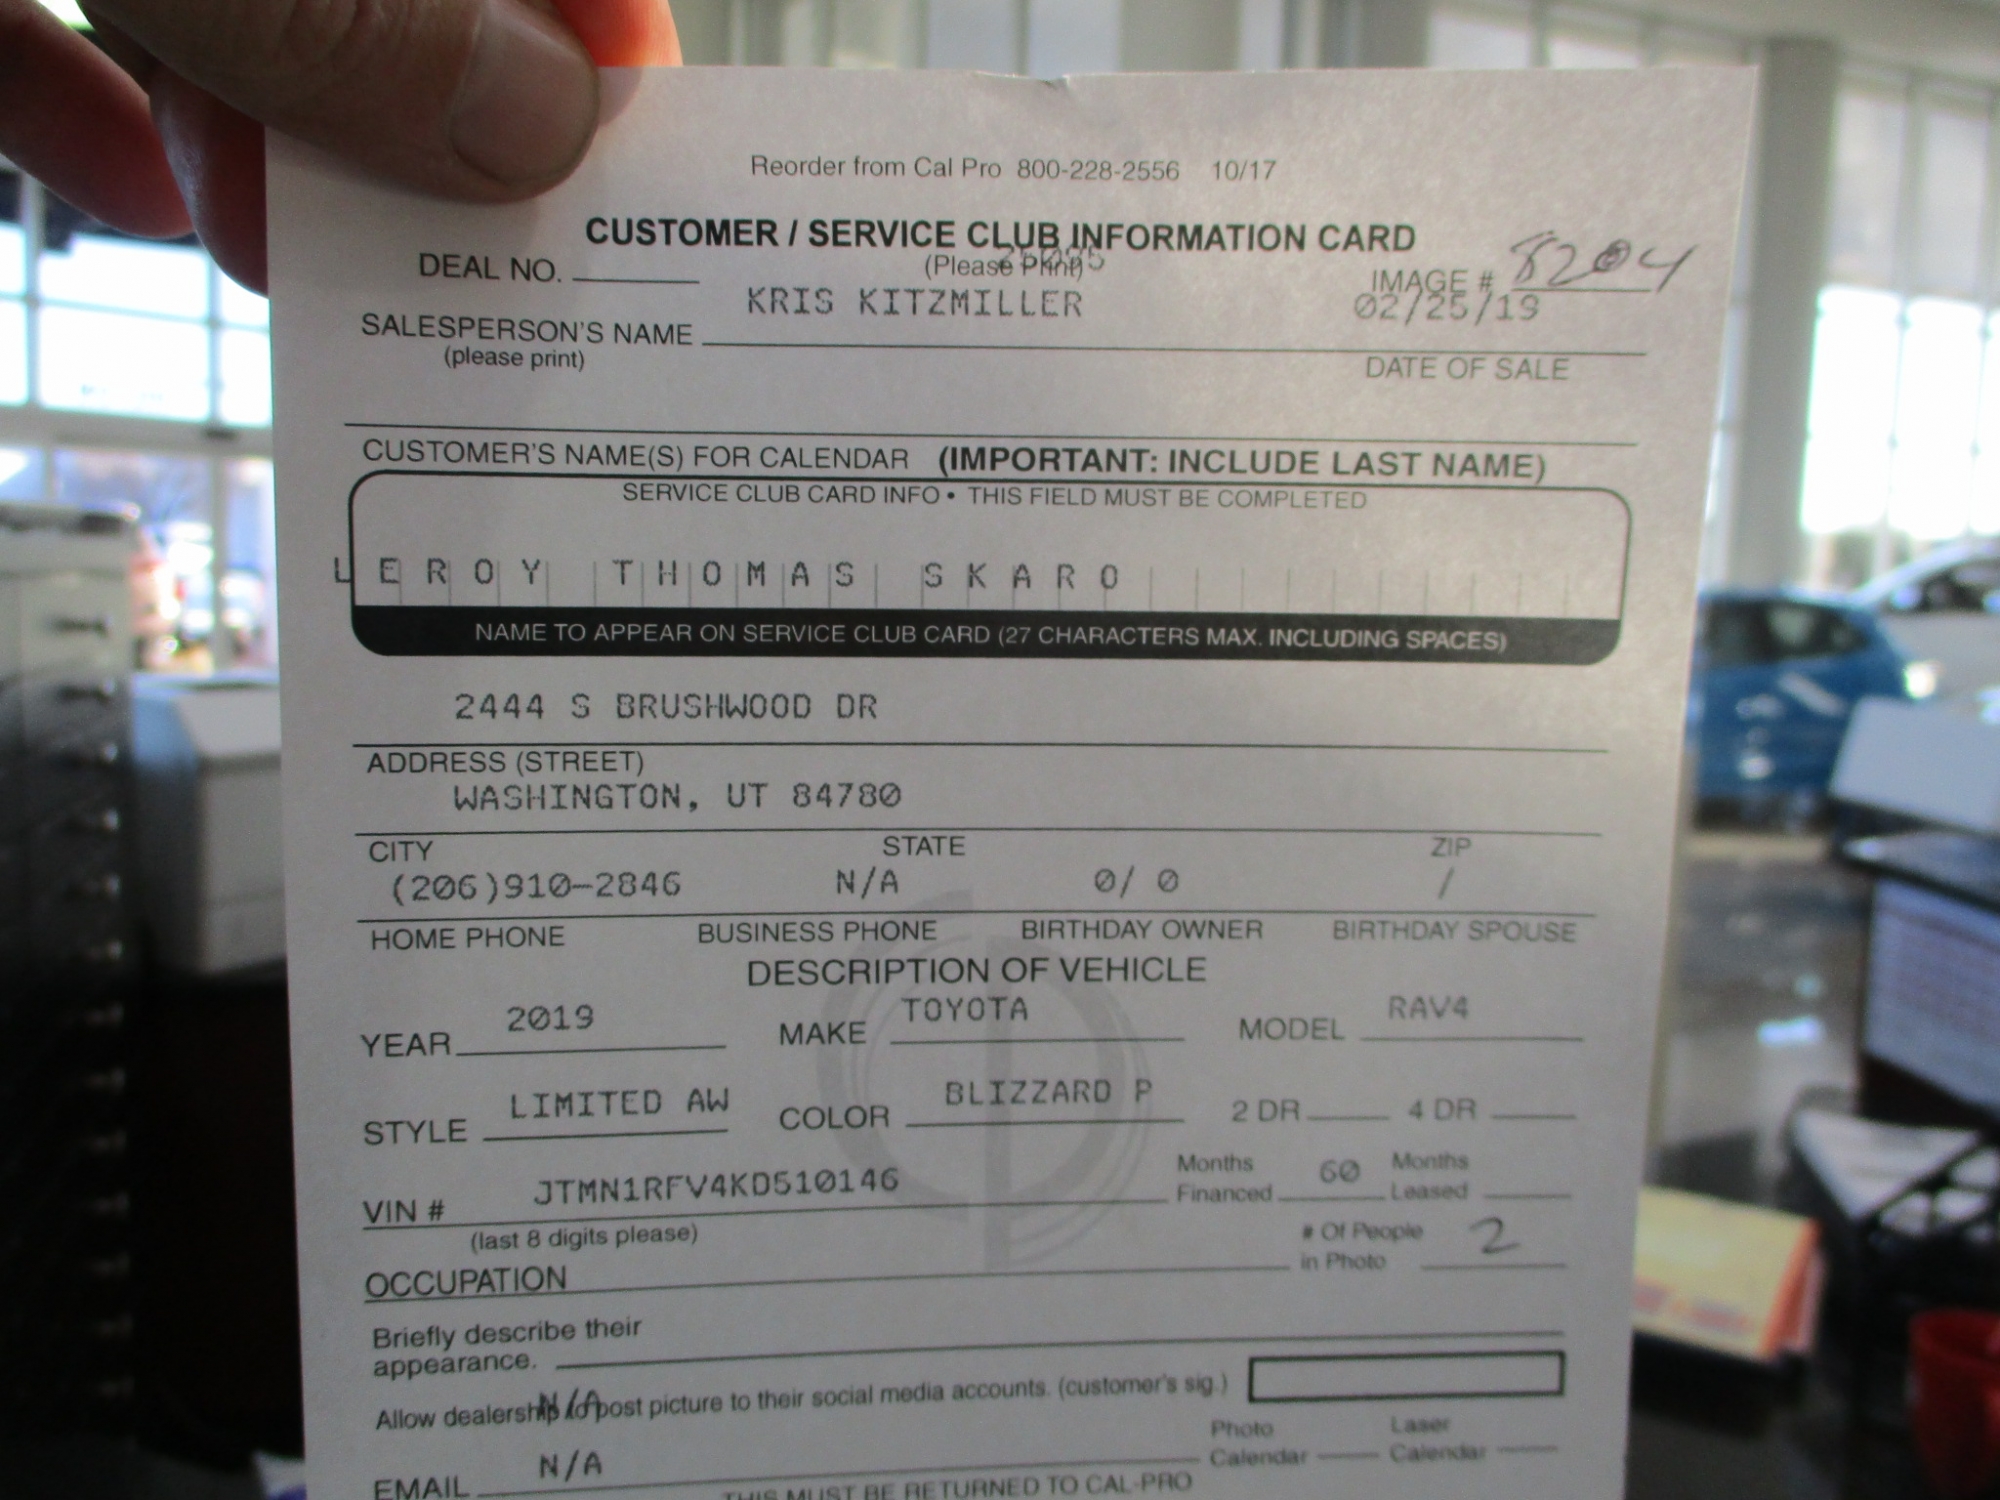 Reorder from Cal Pro 800-228-2556 10/17
CUSTOMER / SERVICE CLUB INFORMATION CARD
DEAL NO. (Please Print) IMAGE # 8204
KRIS KITZMILLER 02/25/19
SALESPERSON'S NAME
(please print) DATE OF SALE
CUSTOMER'S NAME(S) FOR CALENDAR (IMPORTANT: INCLUDE LAST NAME)
SERVICE CLUB CARD INFO • THIS FIELD MUST BE COMPLETED
LEROY THOMAS SKARO
NAME TO APPEAR ON SERVICE CLUB CARD (27 CHARACTERS MAX. INCLUDING SPACES)
2444 S BRUSHWOOD DR
ADDRESS (STREET)
WASHINGTON, UT 84780
CITY STATE ZIP
(206)910-2846 N/A 0/ 0 /
HOME PHONE BUSINESS PHONE BIRTHDAY OWNER BIRTHDAY SPOUSE
DESCRIPTION OF VEHICLE
YEAR 2019 MAKE TOYOTA MODEL RAV4
STYLE LIMITED AW COLOR BLIZZARD P 2 DR 4 DR
VIN # JTMN1RFV4KD510146 Months Financed 60 Months Leased
(last 8 digits please) # Of People in Photo 2
OCCUPATION
Briefly describe their
appearance.
N/A
Allow dealership to post picture to their social media accounts. (customer's sig.)
EMAIL N/A Photo Calendar Laser Calendar
THIS MUST BE RETURNED TO CAL-PRO